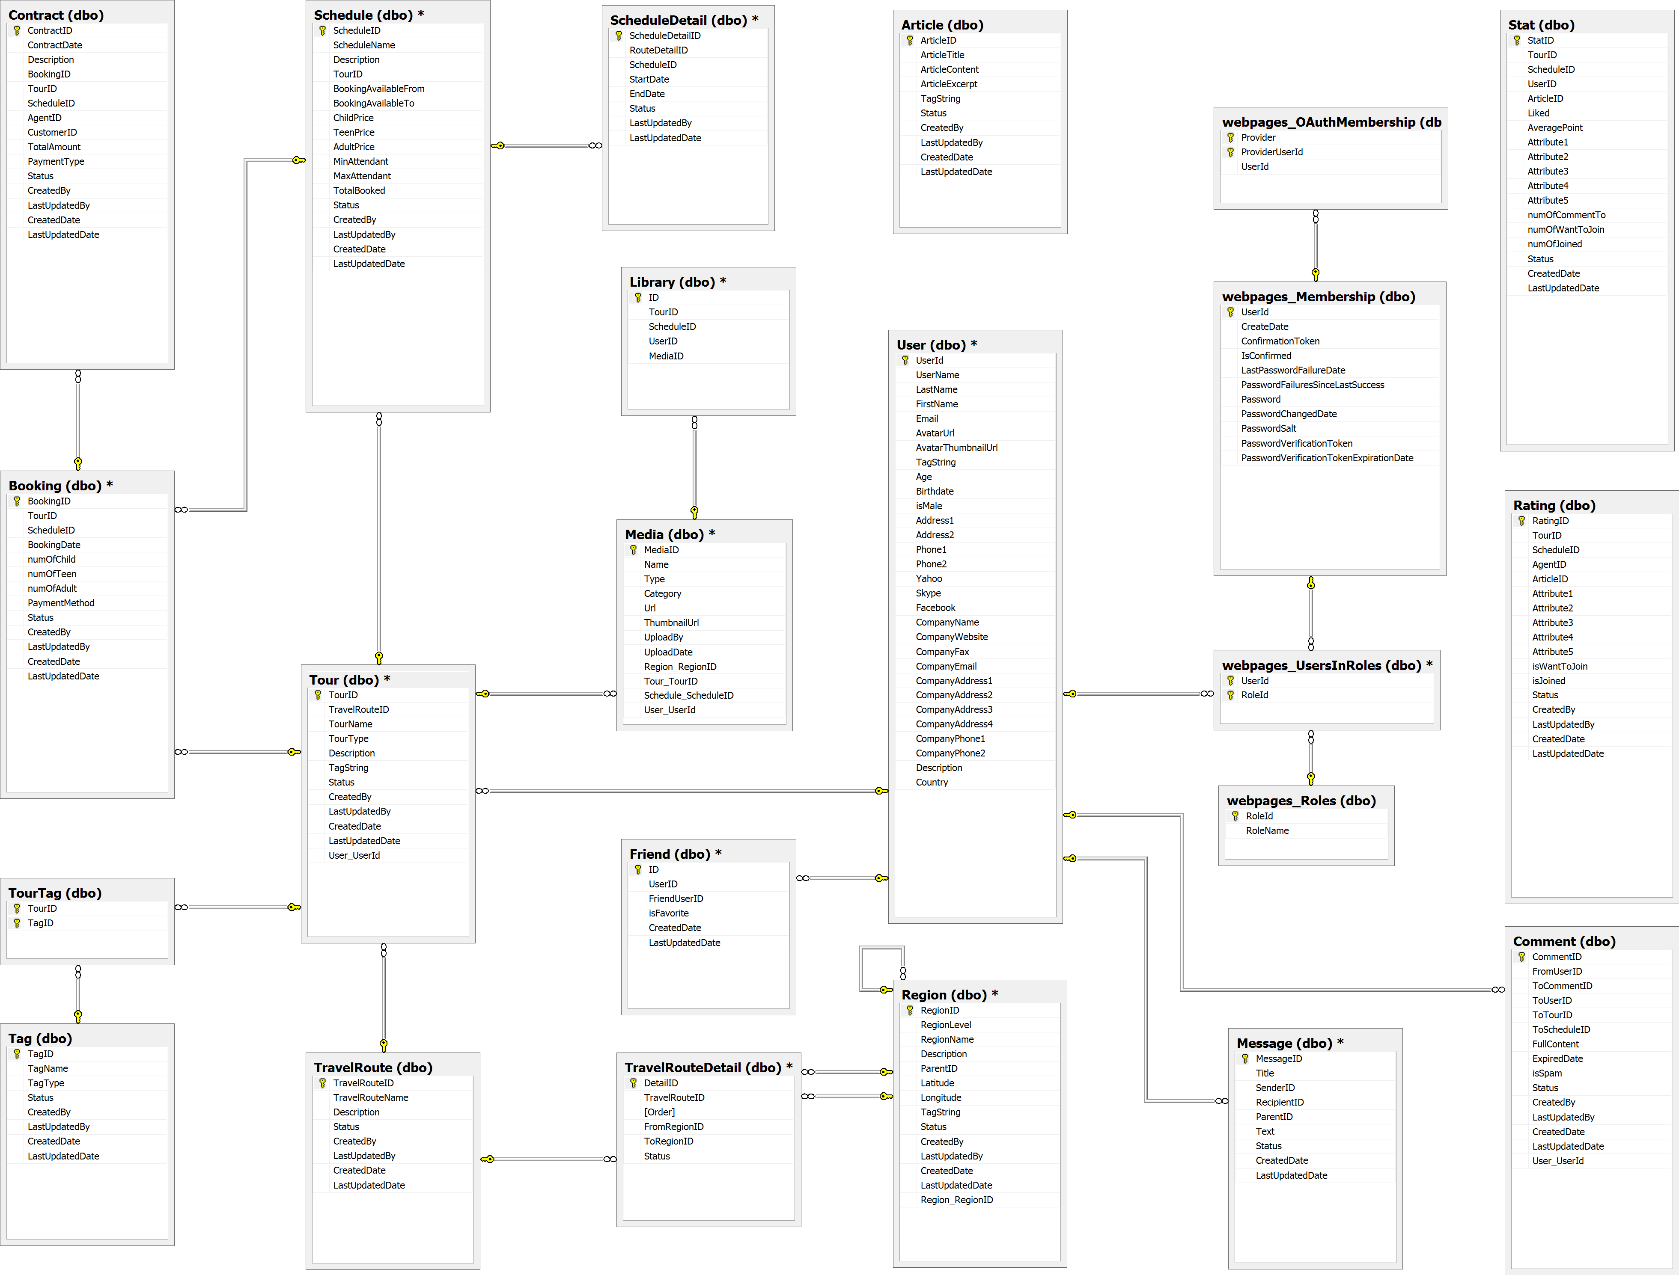 Contract (dbo)
ContractID
ContractDate
Description
BookingID
TourID
ScheduleID
AgentID
CustomerID
TotalAmount
PaymentType
Status
CreatedBy
LastUpdatedBy
CreatedDate
LastUpdatedDate
Schedule (dbo) *
ScheduleID
ScheduleName
Description
TourID
BookingAvailableFrom
BookingAvailableTo
ChildPrice
TeenPrice
AdultPrice
MinAttendant
MaxAttendant
TotalBooked
Status
CreatedBy
LastUpdatedBy
CreatedDate
LastUpdatedDate
ScheduleDetail (dbo) *
ScheduleDetailID
RouteDetailID
ScheduleID
StartDate
EndDate
Status
LastUpdatedBy
LastUpdatedDate
Article (dbo)
ArticleID
ArticleTitle
ArticleContent
ArticleExcerpt
TagString
Status
CreatedBy
LastUpdatedBy
CreatedDate
LastUpdatedDate
webpages_OAuthMembership (db
Provider
ProviderUserId
UserId
Stat (dbo)
StatID
TourID
ScheduleID
UserID
ArticleID
Liked
AveragePoint
Attribute1
Attribute2
Attribute3
Attribute4
Attribute5
numOfCommentTo
numOfWantToJoin
numOfJoined
Status
CreatedDate
LastUpdatedDate
Library (dbo) *
ID
TourID
ScheduleID
UserID
MediaID
webpages_Membership (dbo)
UserId
CreateDate
ConfirmationToken
IsConfirmed
LastPasswordFailureDate
PasswordFailuresSinceLastSuccess
Password
PasswordChangedDate
PasswordSalt
PasswordVerificationToken
PasswordVerificationTokenExpirationDate
User (dbo) *
UserId
UserName
LastName
FirstName
Email
AvatarUrl
AvatarThumbnailUrl
TagString
Age
Birthdate
isMale
Address1
Address2
Phone1
Phone2
Yahoo
Skype
Facebook
CompanyName
CompanyWebsite
CompanyFax
CompanyEmail
CompanyAddress1
CompanyAddress2
CompanyAddress3
CompanyAddress4
CompanyPhone1
CompanyPhone2
Description
Country
Booking (dbo) *
BookingID
TourID
ScheduleID
BookingDate
numOfChild
numOfTeen
numOfAdult
PaymentMethod
Status
CreatedBy
LastUpdatedBy
CreatedDate
LastUpdatedDate
Media (dbo) *
MediaID
Name
Type
Category
Url
ThumbnailUrl
UploadBy
UploadDate
Region_RegionID
Tour_TourID
Schedule_ScheduleID
User_UserId
Rating (dbo)
RatingID
TourID
ScheduleID
AgentID
ArticleID
Attribute1
Attribute2
Attribute3
Attribute4
Attribute5
isWantToJoin
isJoined
Status
CreatedBy
LastUpdatedBy
CreatedDate
LastUpdatedDate
Tour (dbo) *
TourID
TravelRouteID
TourName
TourType
Description
TagString
Status
CreatedBy
LastUpdatedBy
CreatedDate
LastUpdatedDate
User_UserId
webpages_UsersInRoles (dbo) *
UserId
RoleId
webpages_Roles (dbo)
RoleId
RoleName
Friend (dbo) *
ID
UserID
FriendUserID
isFavorite
CreatedDate
LastUpdatedDate
TourTag (dbo)
TourID
TagID
Comment (dbo)
CommentID
FromUserID
ToCommentID
ToUserID
ToTourID
ToScheduleID
FullContent
ExpiredDate
isSpam
Status
CreatedBy
LastUpdatedBy
CreatedDate
LastUpdatedDate
User_UserId
Region (dbo) *
RegionID
RegionLevel
RegionName
Description
ParentID
Latitude
Longitude
TagString
Status
CreatedBy
LastUpdatedBy
CreatedDate
LastUpdatedDate
Region_RegionID
Tag (dbo)
TagID
TagName
TagType
Status
CreatedBy
LastUpdatedBy
CreatedDate
LastUpdatedDate
TravelRoute (dbo)
TravelRouteID
TravelRouteName
Description
Status
CreatedBy
LastUpdatedBy
CreatedDate
LastUpdatedDate
TravelRouteDetail (dbo) *
DetailID
TravelRouteID
[Order]
FromRegionID
ToRegionID
Status
Message (dbo) *
MessageID
Title
SenderID
RecipientID
ParentID
Text
Status
CreatedDate
LastUpdatedDate